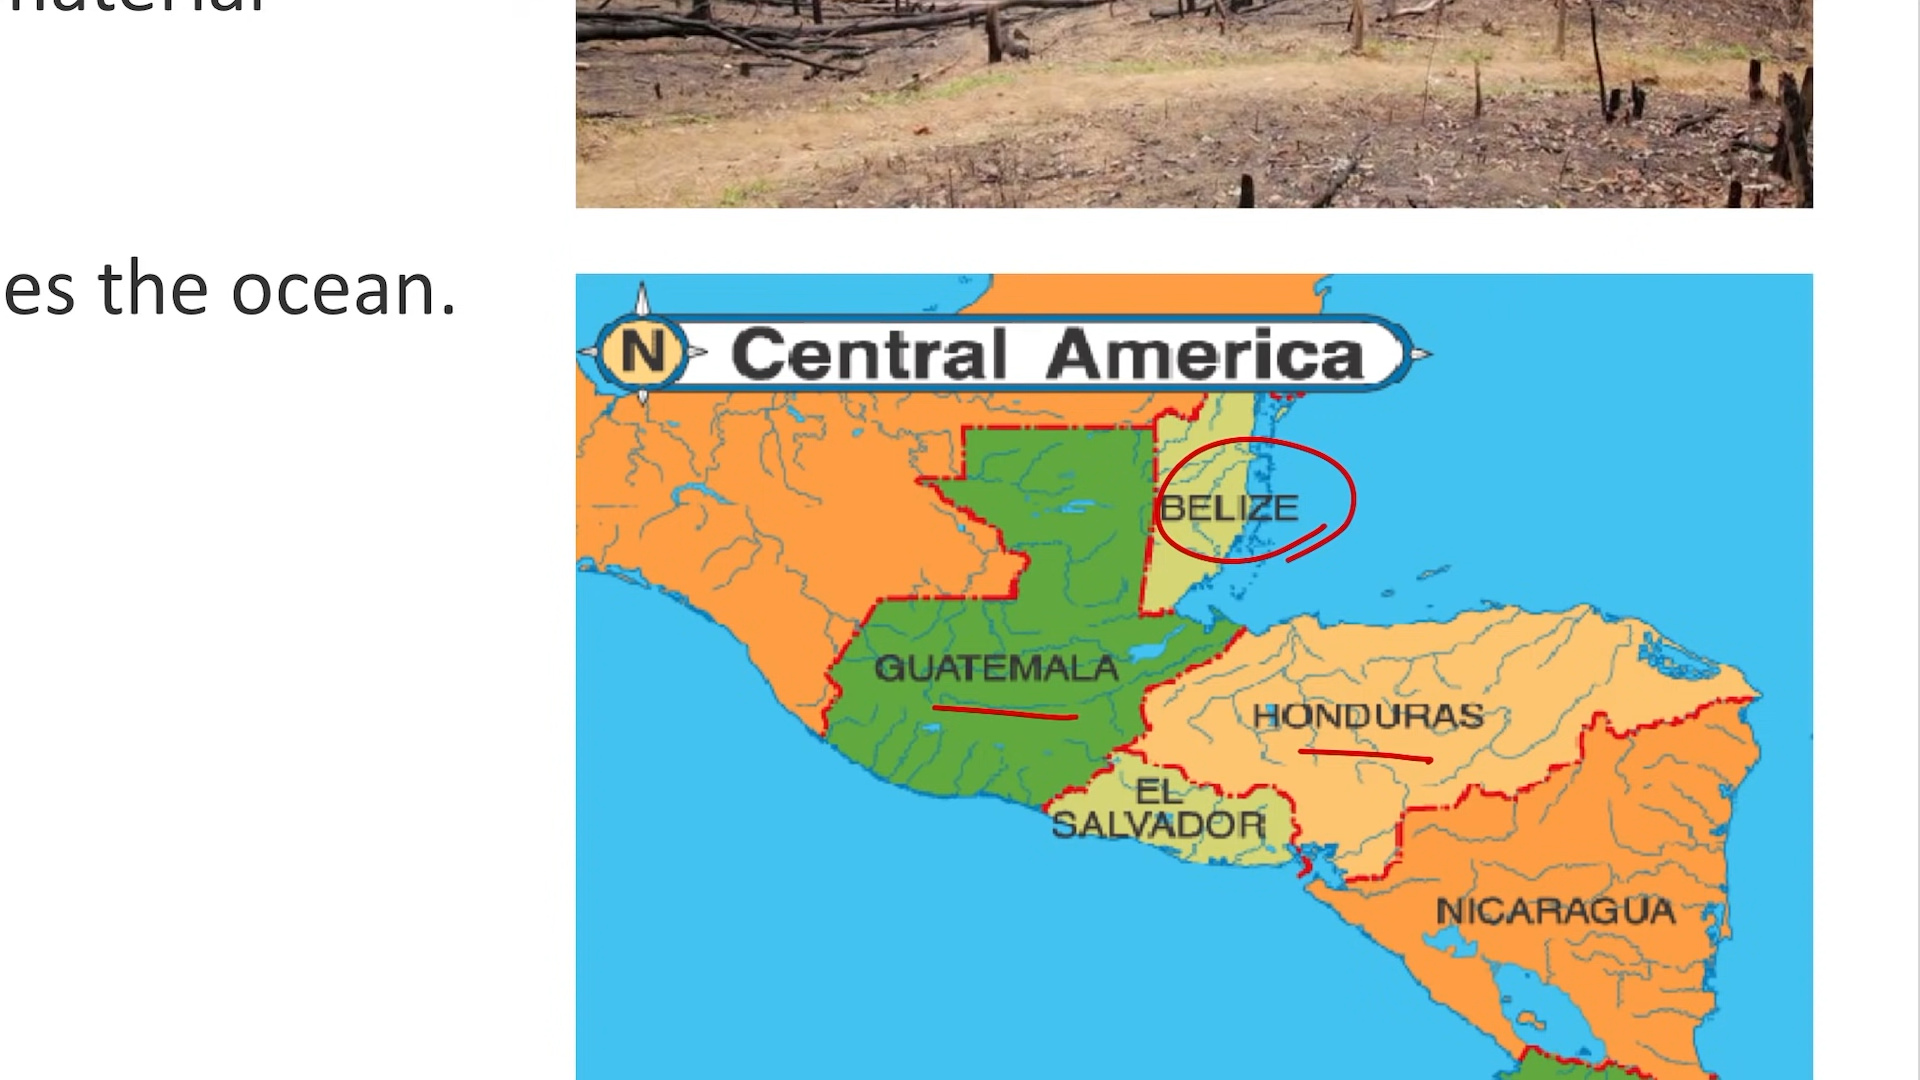 es the ocean.
N Central America
BELIZE
GUATEMALA
HONDURAS
EL
SALVADOR
NICARAGUA